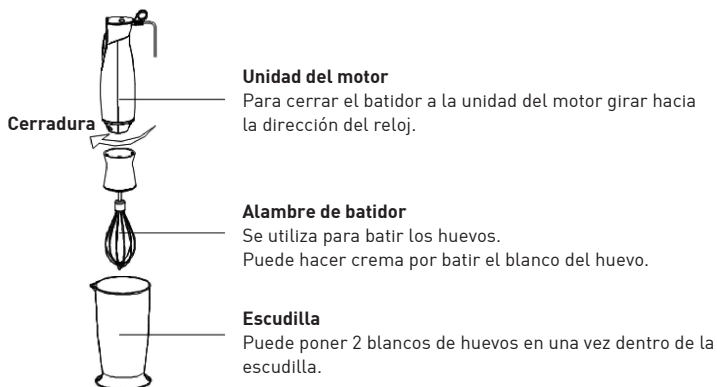 Unidad del motor
Para cerrar el batidor a la unidad del motor girar hacia
la dirección del reloj.
Cerradura
Alambre de batidor
Se utiliza para batir los huevos.
Puede hacer crema por batir el blanco del huevo.
Escudilla
Puede poner 2 blancos de huevos en una vez dentro de la
escudilla.